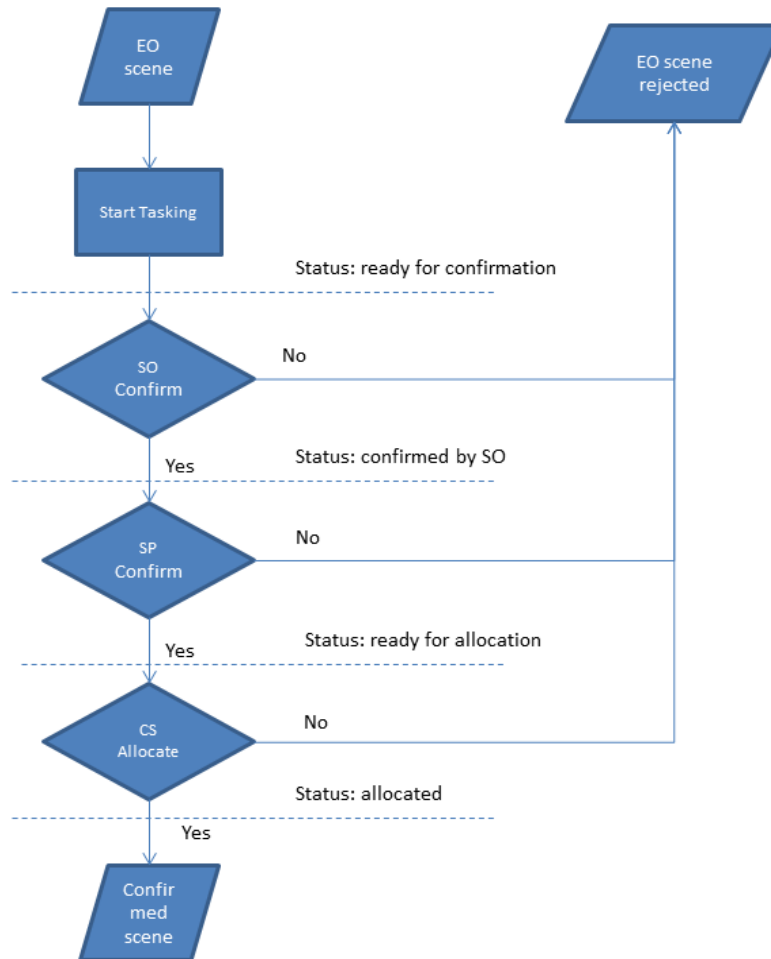 EO
scene
EO scene
rejected
Start Tasking
Status: ready for confirmation
SO
Confirm
No
Yes
Status: confirmed by SO
SP
Confirm
No
Yes
Status: ready for allocation
CS
Allocate
No
Status: allocated
Yes
Confir
med
scene